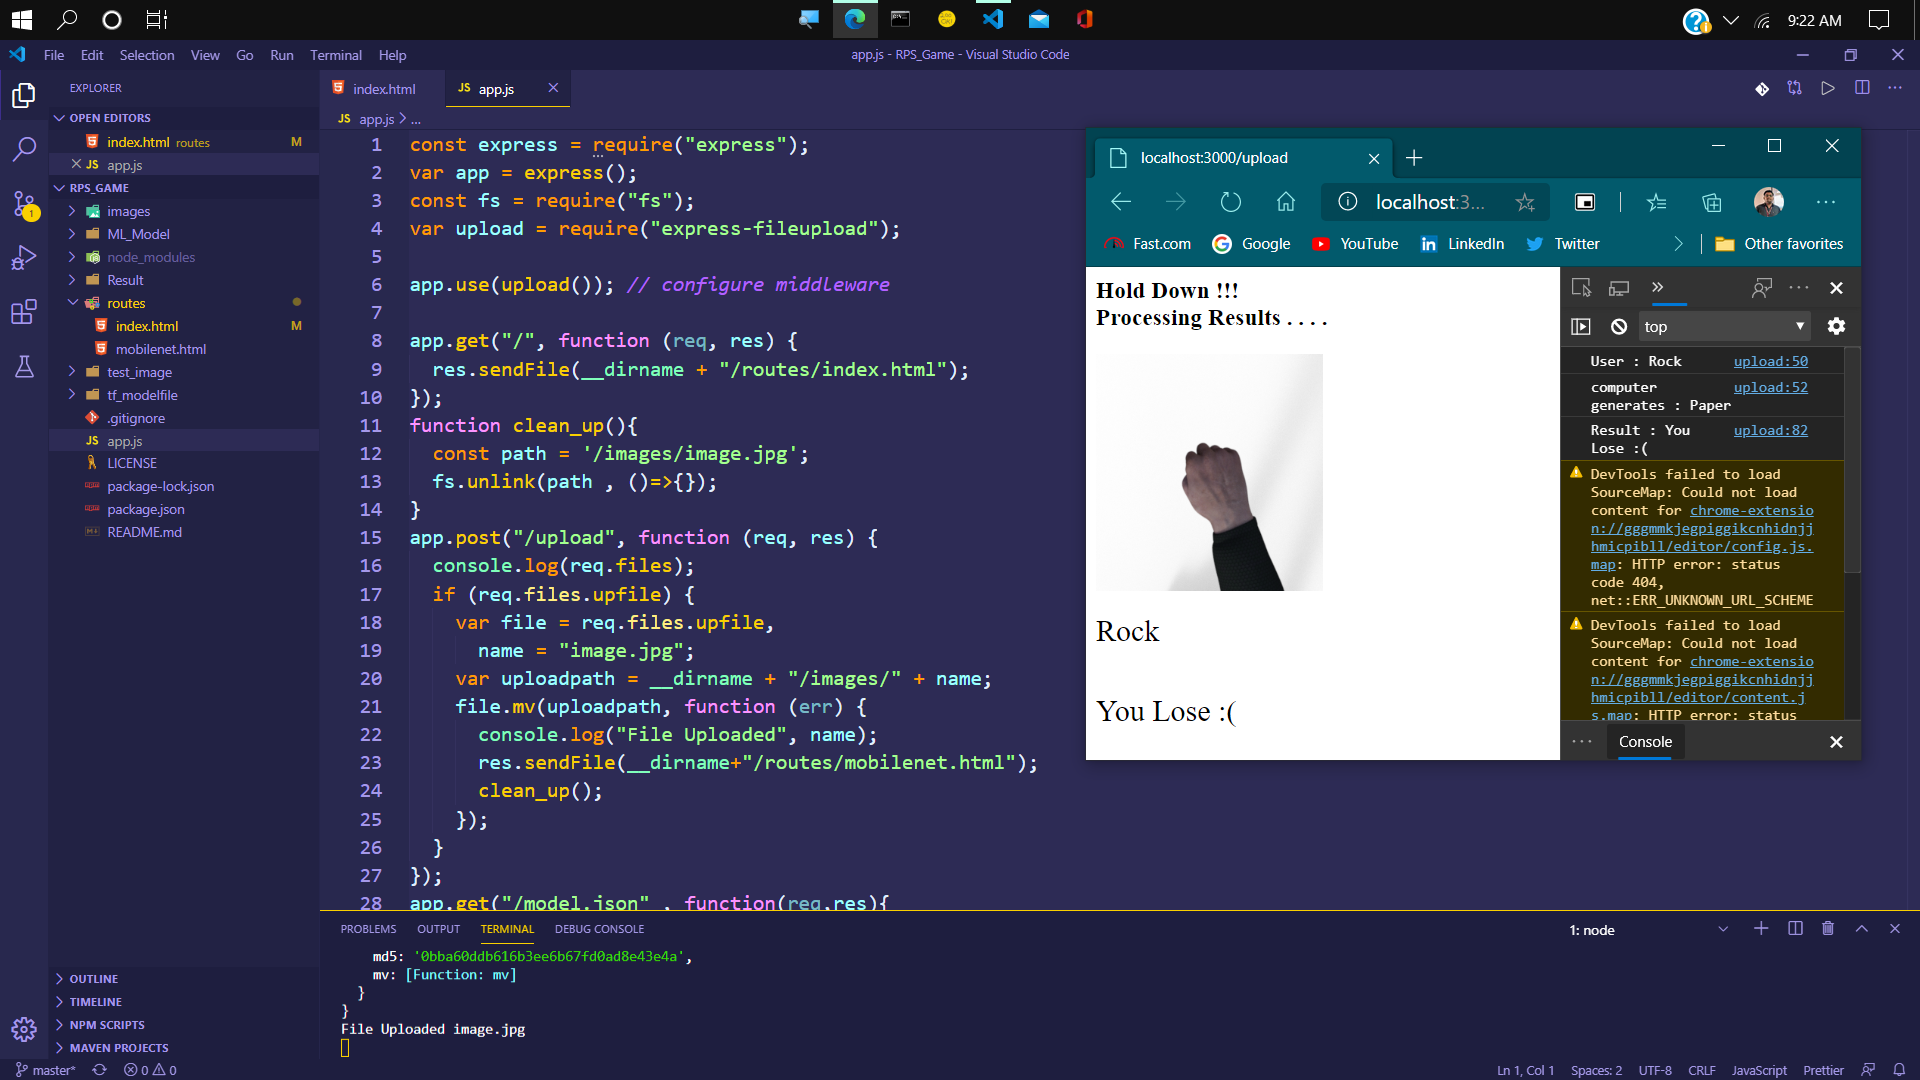 9:22 AM
File Edit Selection View Go Run Terminal Help
app.js - RPS_Game - Visual Studio Code
EXPLORER
OPEN EDITORS
index.html routes M
JS app.js
RPS_GAME
images
ML_Model
node_modules
Result
routes
index.html M
mobilenet.html
test_image
tf_modelfile
.gitignore
JS app.js
LICENSE
package-lock.json
package.json
README.md
OUTLINE
TIMELINE
NPM SCRIPTS
MAVEN PROJECTS
index.html
JS app.js
JS app.js > ...
1 const express = require("express");
2 var app = express();
3 const fs = require("fs");
4 var upload = require("express-fileupload");
5
6 app.use(upload()); // configure middleware
7
8 app.get("/", function (req, res) {
9 res.sendFile(__dirname + "/routes/index.html");
10 });
11 function clean_up(){
12 const path = '/images/image.jpg';
13 fs.unlink(path , ()=>{});
14 }
15 app.post("/upload", function (req, res) {
16 console.log(req.files);
17 if (req.files.upfile) {
18 var file = req.files.upfile,
19 name = "image.jpg";
20 var uploadpath = __dirname + "/images/" + name;
21 file.mv(uploadpath, function (err) {
22 console.log("File Uploaded", name);
23 res.sendFile(__dirname+"/routes/mobilenet.html");
24 clean_up();
25 });
26 }
27 });
28 app.get("/model.json" , function(req,res){
localhost:3000/upload
localhost:3...
Fast.com Google YouTube LinkedIn Twitter Other favorites
Hold Down !!!
Processing Results . . . .
Rock
You Lose :(
top
User : Rock upload:50
computer upload:52
generates : Paper
Result : You upload:82
Lose :(
DevTools failed to load
SourceMap: Could not load
content for chrome-extensio
n://gggmmkjegpiggikcnhidnjj
hmicpibll/editor/config.js.
map: HTTP error: status
code 404,
net::ERR_UNKNOWN_URL_SCHEME
DevTools failed to load
SourceMap: Could not load
content for chrome-extensio
n://gggmmkjegpiggikcnhidnjj
hmicpibll/editor/content.j
s.map: HTTP error: status
Console
PROBLEMS OUTPUT TERMINAL DEBUG CONSOLE
1: node
md5: '0bba60ddb616b3ee6b67fd0ad8e43e4a',
mv: [Function: mv]
}
}
File Uploaded image.jpg
master* 0 0
Ln 1, Col 1 Spaces: 2 UTF-8 CRLF JavaScript Prettier